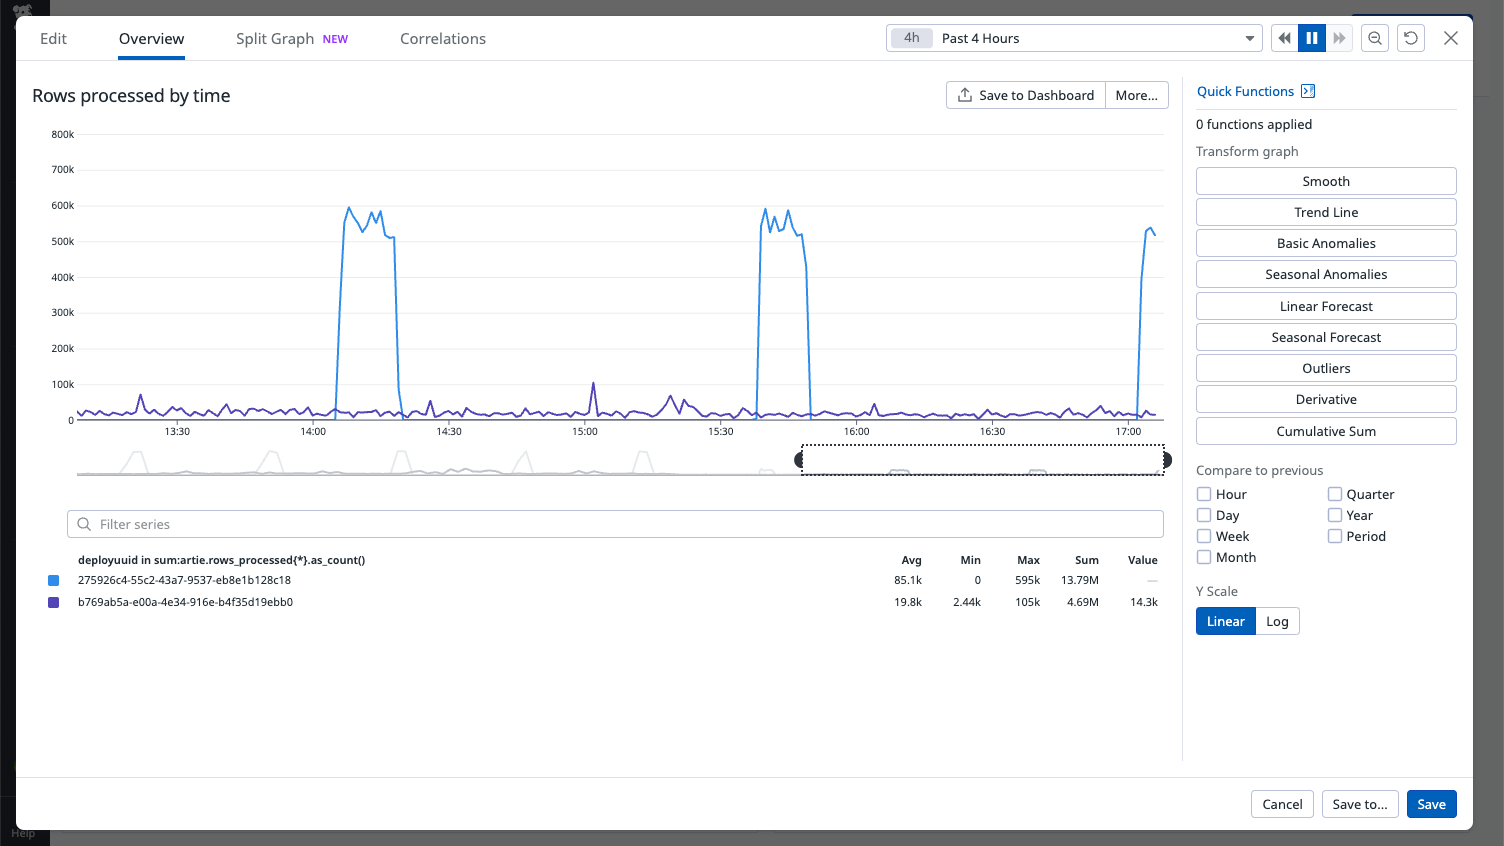 Edit Overview Split Graph NEW Correlations 4h Past 4 Hours
Rows processed by time Save to Dashboard More...
800k
700k
600k
500k
400k
300k
200k
100k
0
13:30 14:00 14:30 15:00 15:30 16:00 16:30 17:00
Filter series
deployuuid in sum:artie.rows_processed{*}.as_count() Avg Min Max Sum Value
275926c4-55c2-43a7-9537-eb8e1b128c18 85.1k 0 595k 13.79M —
b769ab5a-e00a-4e34-916e-b4f35d19ebb0 19.8k 2.44k 105k 4.69M 14.3k
Quick Functions
0 functions applied
Transform graph
Smooth
Trend Line
Basic Anomalies
Seasonal Anomalies
Linear Forecast
Seasonal Forecast
Outliers
Derivative
Cumulative Sum
Compare to previous
Hour Quarter
Day Year
Week Period
Month
Y Scale
Linear Log
Cancel Save to... Save
Help